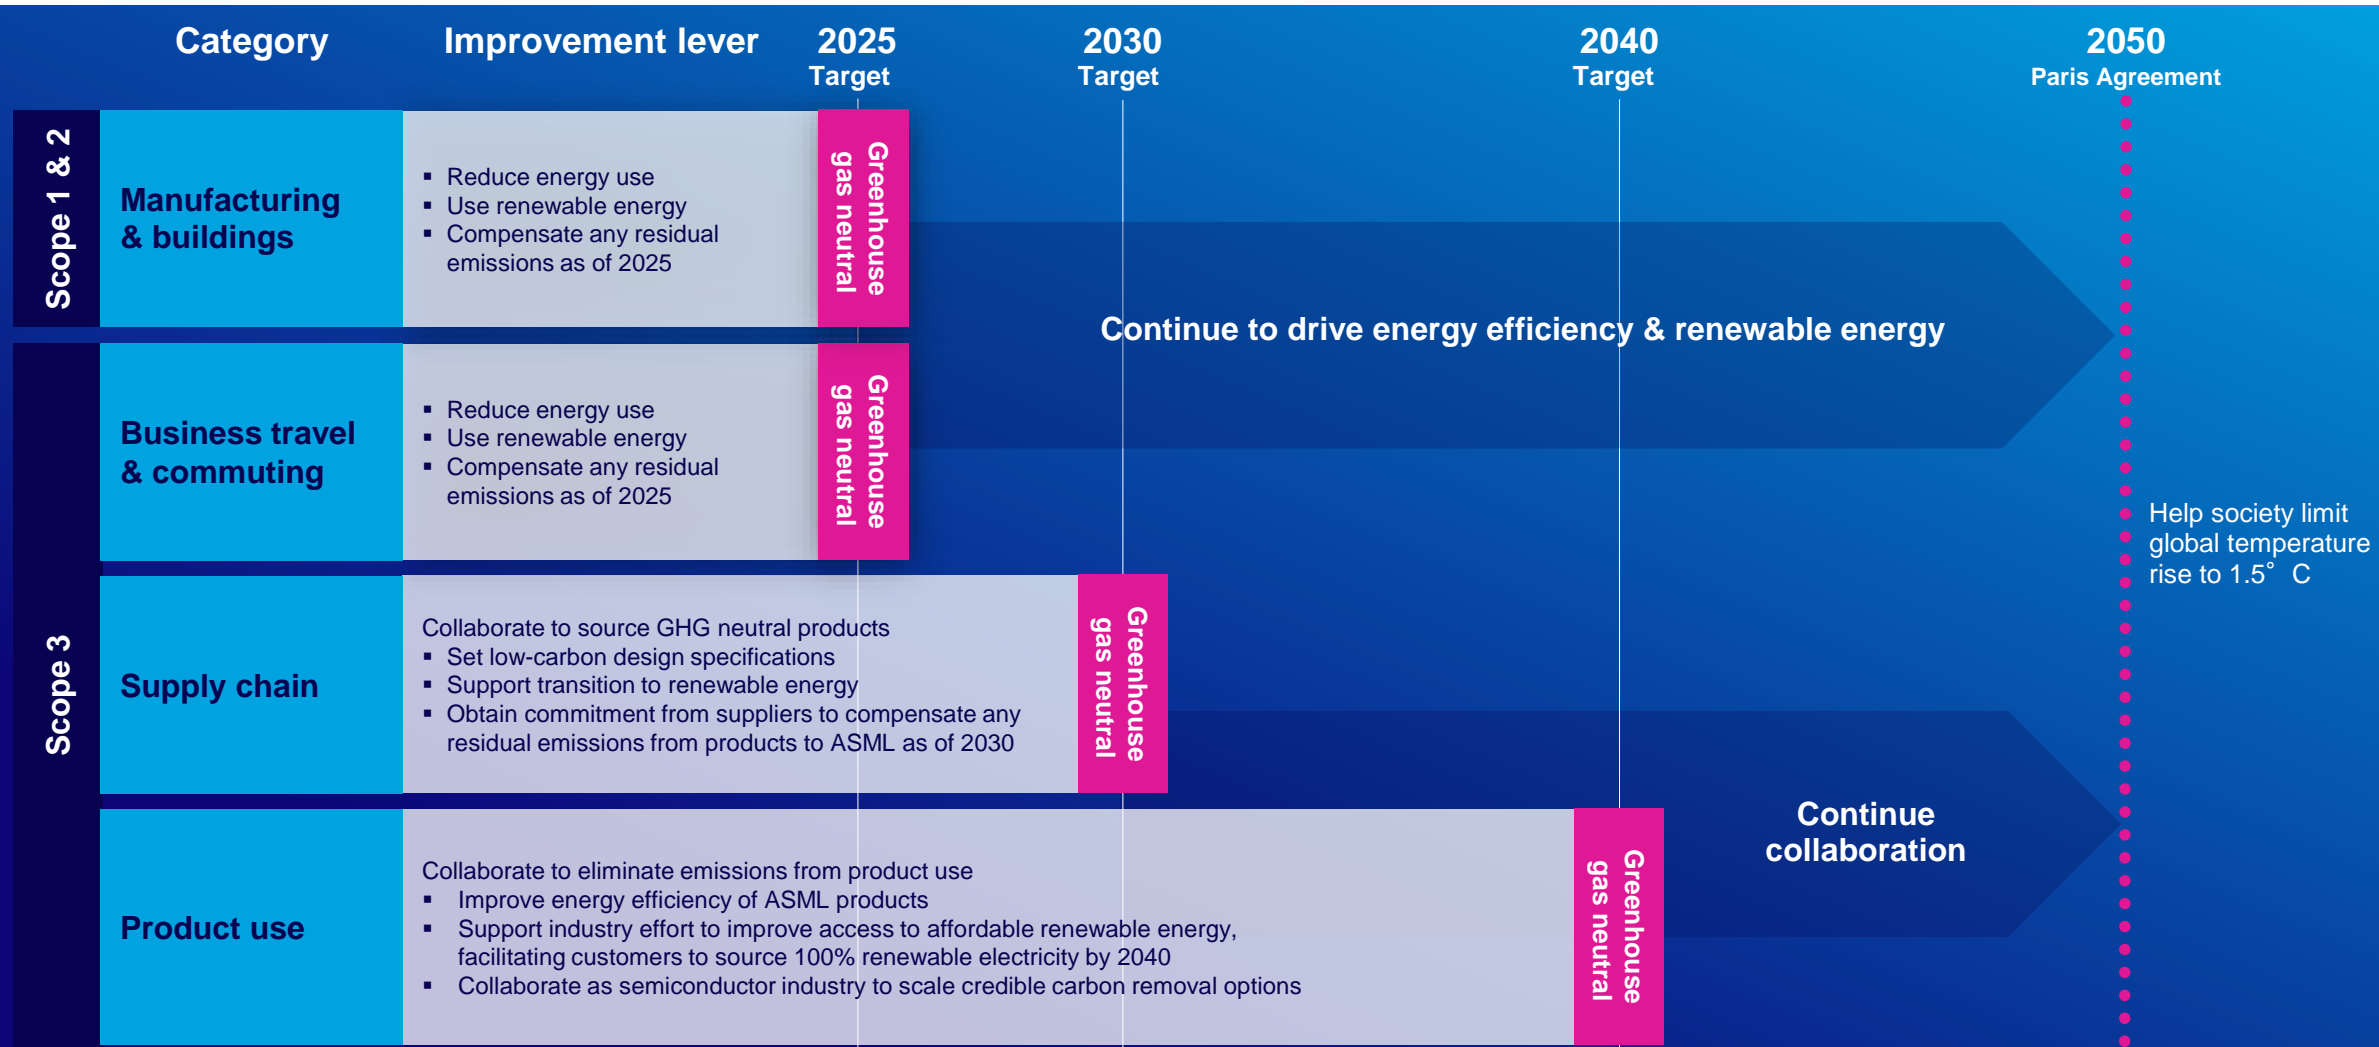 Category
Improvement lever
2025
Target
2030
Target
2040
Target
2050
Paris Agreement
Scope 1 & 2
Manufacturing
& buildings
▪ Reduce energy use
▪ Use renewable energy
▪ Compensate any residual
emissions as of 2025
Greenhouse
gas neutral
Continue to drive energy efficiency & renewable energy
Scope 3
Business travel
& commuting
▪ Reduce energy use
▪ Use renewable energy
▪ Compensate any residual
emissions as of 2025
Greenhouse
gas neutral
Help society limit
global temperature
rise to 1.5° C
Supply chain
Collaborate to source GHG neutral products
▪ Set low-carbon design specifications
▪ Support transition to renewable energy
▪ Obtain commitment from suppliers to compensate any
residual emissions from products to ASML as of 2030
Greenhouse
gas neutral
Continue
collaboration
Product use
Collaborate to eliminate emissions from product use
▪ Improve energy efficiency of ASML products
▪ Support industry effort to improve access to affordable renewable energy,
facilitating customers to source 100% renewable electricity by 2040
▪ Collaborate as semiconductor industry to scale credible carbon removal options
Greenhouse
gas neutral